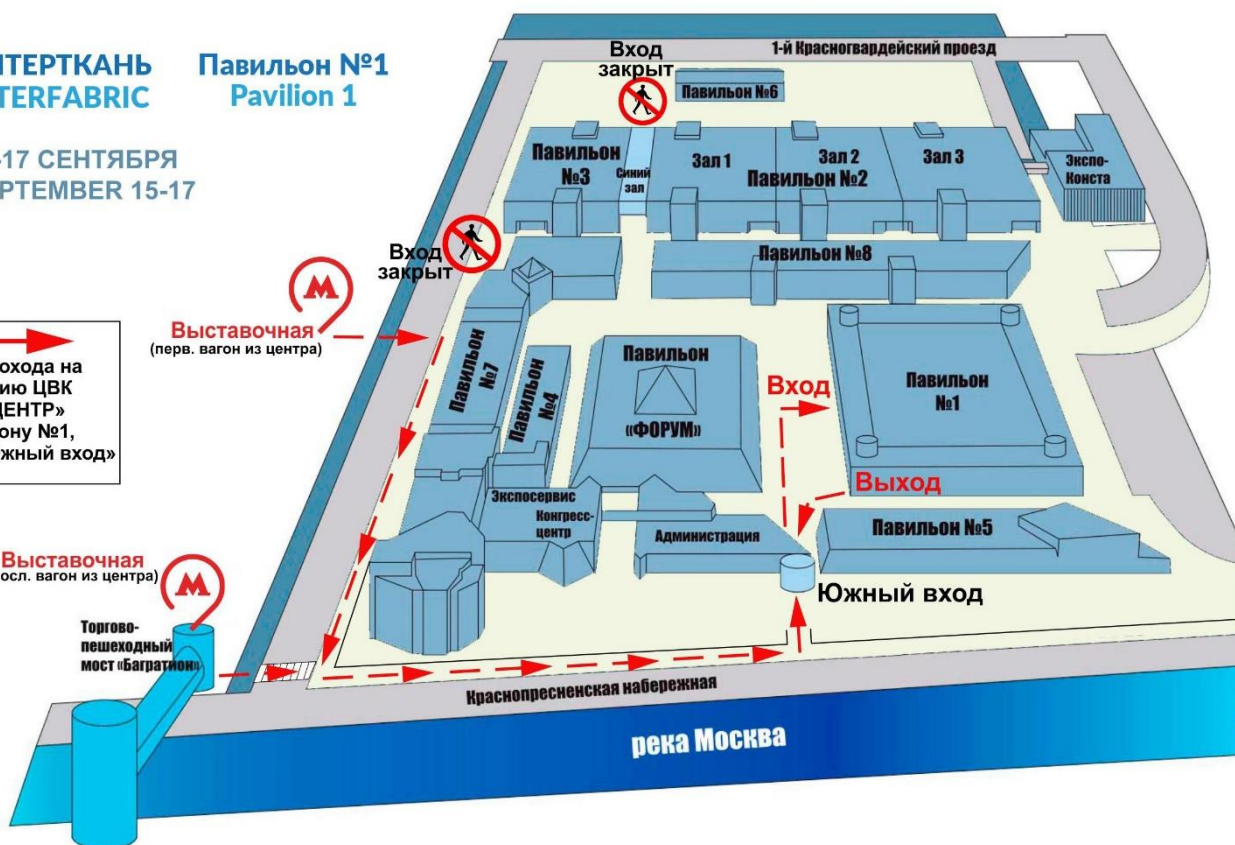 ТЕРТКАНЬ
TERFABRIC
Павильон №1
Pavilion 1
-17 СЕНТЯБРЯ
PTEMBER 15-17
Вход
закрыт
1-й Красногвардейский проезд
Павильон №6
Павильон
№3
Синий
зал
Зал 1
Зал 2
Зал 3
Павильон №2
Экспо-
Конста
Вход
закрыт
Павильон №8
М
Выставочная
(перв. вагон из центра)
охода на
ию ЦВК
ЦЕНТР»
ону №1,
жный вход»
Павильон
№7
Павильон
№4
Павильон
«ФОРУМ»
Вход
Павильон
№1
Выход
Экспосервис
Конгресс-
центр
Администрация
Павильон №5
Южный вход
М
Выставочная
осл. вагон из центра)
Торгово-
пешеходный
мост «Багратион»
Краснопресненская набережная
река Москва